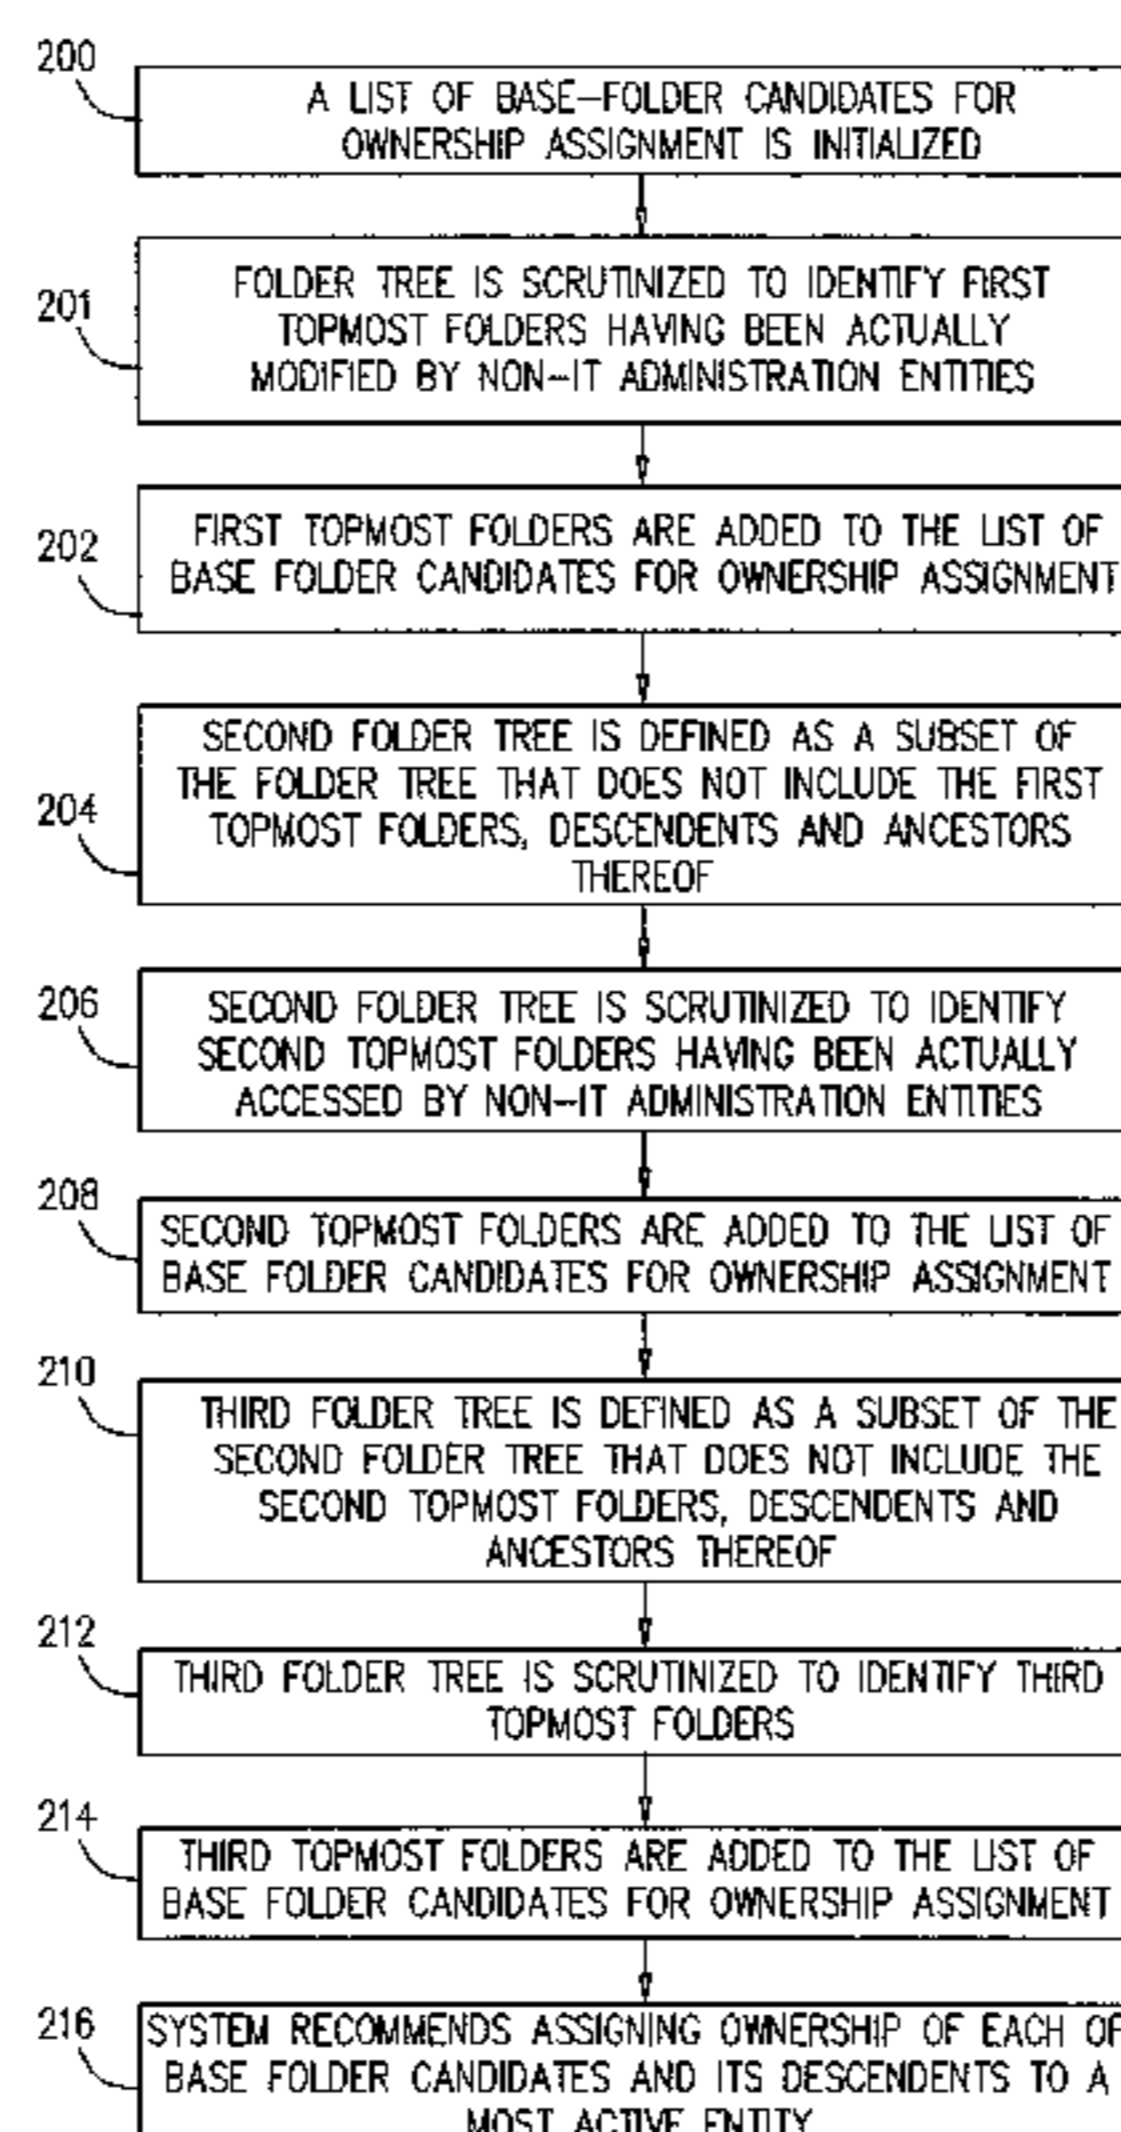 200
A LIST OF BASE-FOLDER CANDIDATES FOR
OWNERSHIP ASSIGNMENT IS INITIALIZED
201
FOLDER TREE IS SCRUTINIZED TO IDENTIFY FIRST
TOPMOST FOLDERS HAVING BEEN ACTUALLY
MODIFIED BY NON-IT ADMINISTRATION ENTITIES
202
FIRST TOPMOST FOLDERS ARE ADDED TO THE LIST OF
BASE FOLDER CANDIDATES FOR OWNERSHIP ASSIGNMENT
204
SECOND FOLDER TREE IS DEFINED AS A SUBSET OF
THE FOLDER TREE THAT DOES NOT INCLUDE THE FIRST
TOPMOST FOLDERS, DESCENDENTS AND ANCESTORS
THEREOF
206
SECOND FOLDER TREE IS SCRUTINIZED TO IDENTIFY
SECOND TOPMOST FOLDERS HAVING BEEN ACTUALLY
ACCESSED BY NON-IT ADMINISTRATION ENTITIES
208
SECOND TOPMOST FOLDERS ARE ADDED TO THE LIST OF
BASE FOLDER CANDIDATES FOR OWNERSHIP ASSIGNMENT
210
THIRD FOLDER TREE IS DEFINED AS A SUBSET OF THE
SECOND FOLDER TREE THAT DOES NOT INCLUDE THE
SECOND TOPMOST FOLDERS, DESCENDENTS AND
ANCESTORS THEREOF
212
THIRD FOLDER TREE IS SCRUTINIZED TO IDENTIFY THIRD
TOPMOST FOLDERS
214
THIRD TOPMOST FOLDERS ARE ADDED TO THE LIST OF
BASE FOLDER CANDIDATES FOR OWNERSHIP ASSIGNMENT
216
SYSTEM RECOMMENDS ASSIGNING OWNERSHIP OF EACH OF
BASE FOLDER CANDIDATES AND ITS DESCENDENTS TO A
MOST ACTIVE ENTITY